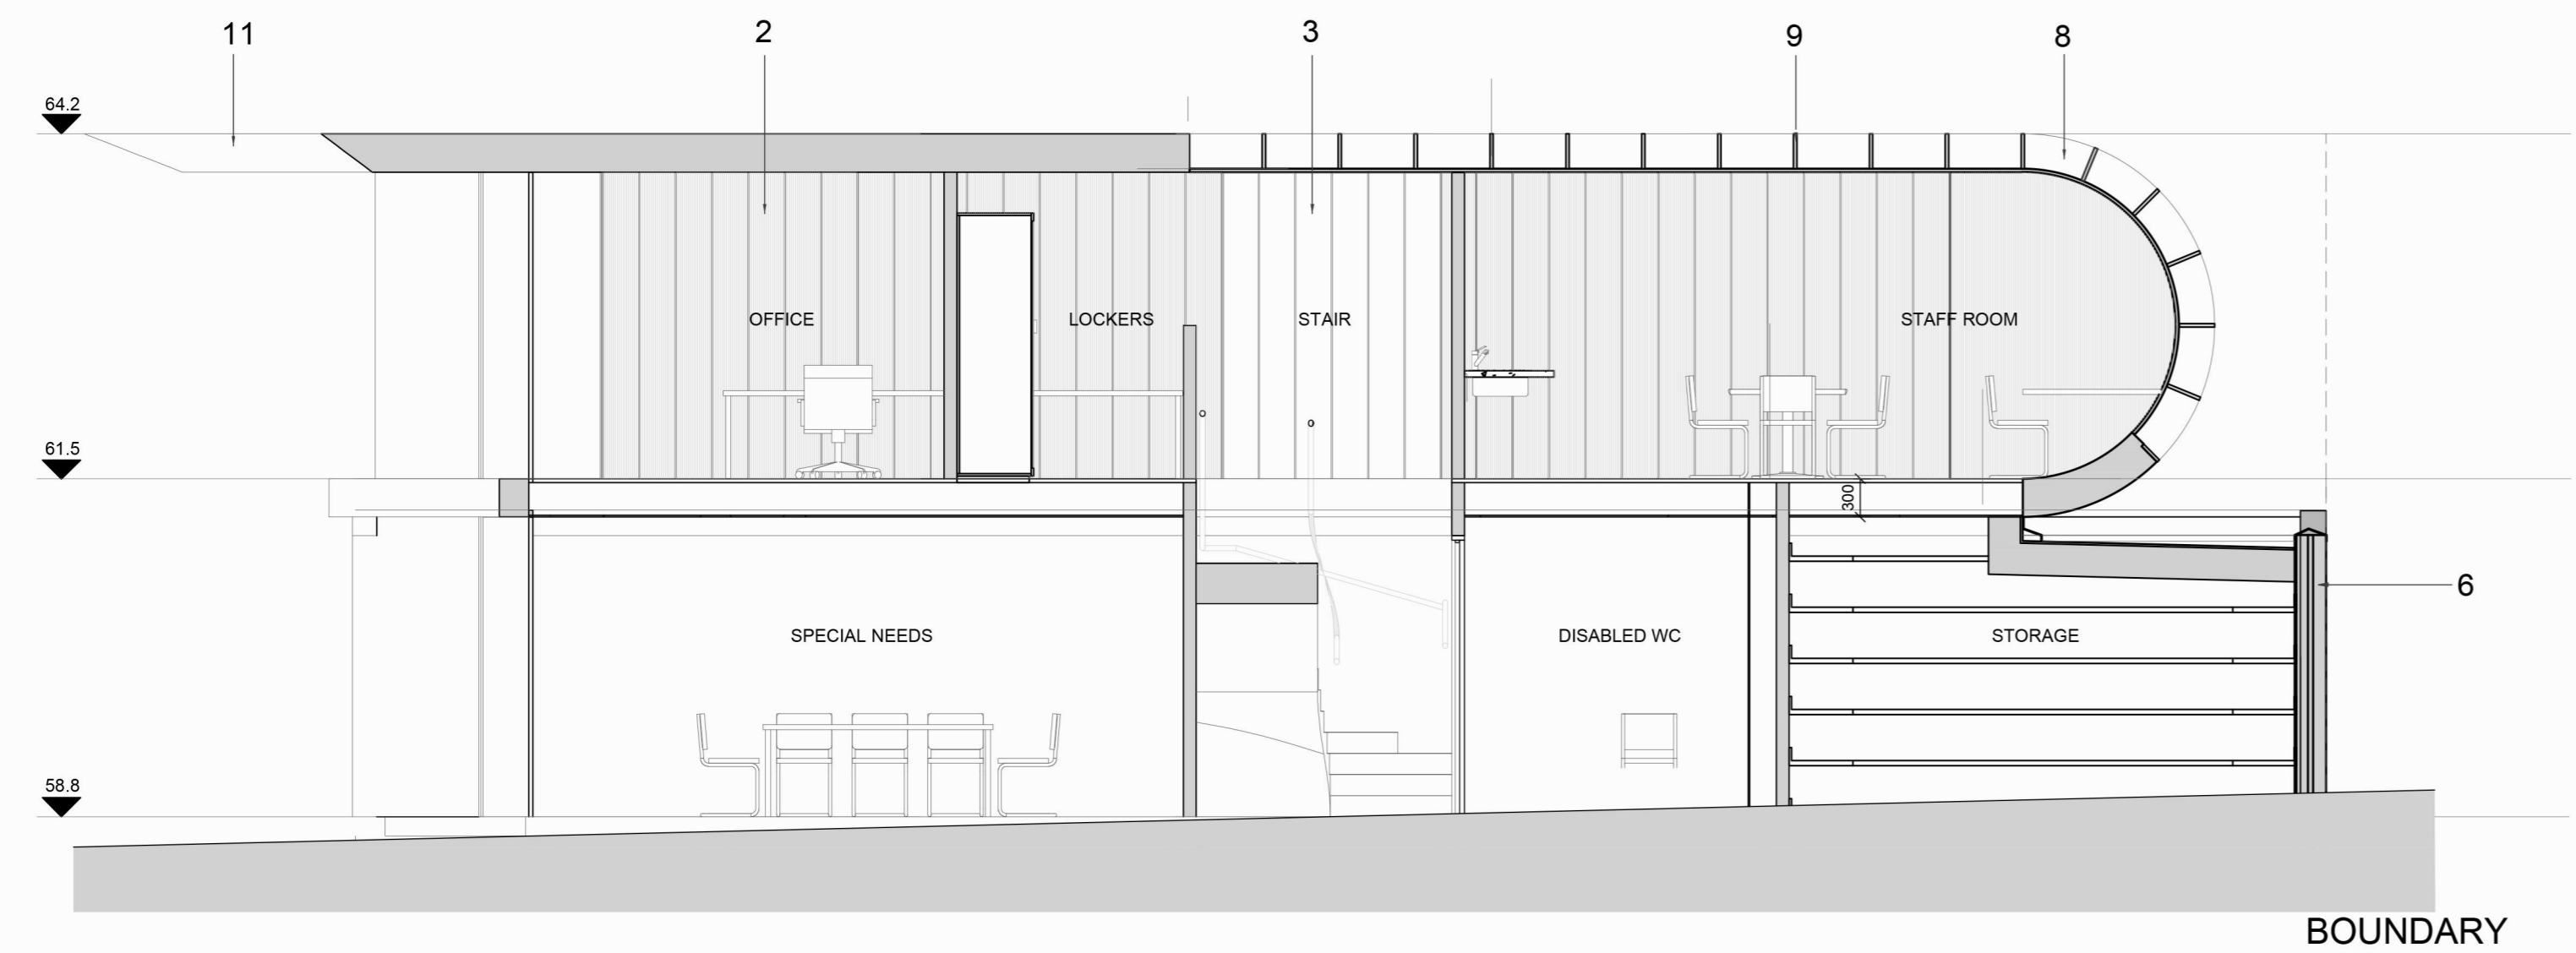 11
2
3
9
8
64.2
OFFICE
LOCKERS
STAIR
STAFF ROOM
61.5
300
6
SPECIAL NEEDS
DISABLED WC
STORAGE
58.8
BOUNDARY